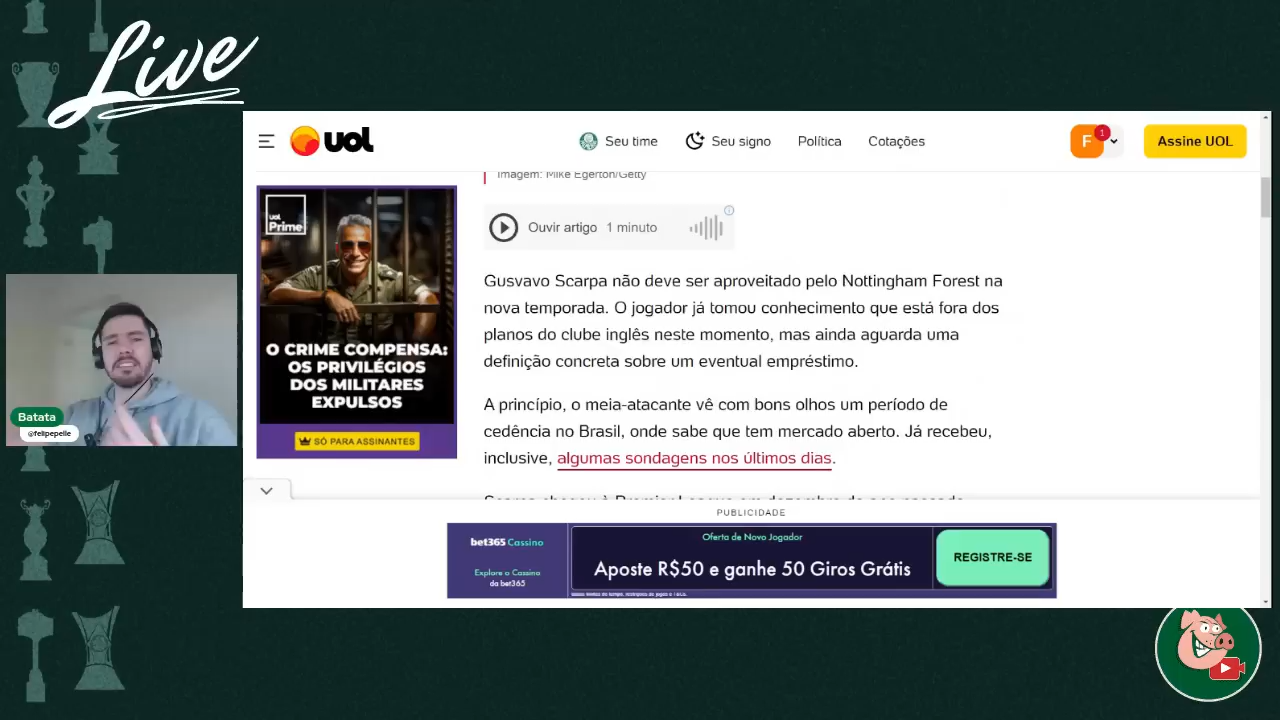 Live
uol
Seu time
Seu signo
Política
Cotações
F
1
Assine UOL
Imagem: Mike Egerton/Getty
uol
Prime
Ouvir artigo 1 minuto
Gusvavo Scarpa não deve ser aproveitado pelo Nottingham Forest na
nova temporada. O jogador já tomou conhecimento que está fora dos
planos do clube inglês neste momento, mas ainda aguarda uma
definição concreta sobre um eventual empréstimo.
O CRIME COMPENSA:
OS PRIVILÉGIOS
DOS MILITARES
EXPULSOS
SÓ PARA ASSINANTES
A princípio, o meia-atacante vê com bons olhos um período de
cedência no Brasil, onde sabe que tem mercado aberto. Já recebeu,
inclusive, algumas sondagens nos últimos dias.
Batata
@felipepelle
PUBLICIDADE
bet365 Cassino
Explore o Cassino
da bet365
Oferta de Novo Jogador
Aposte R$50 e ganhe 50 Giros Grátis
REGISTRE-SE